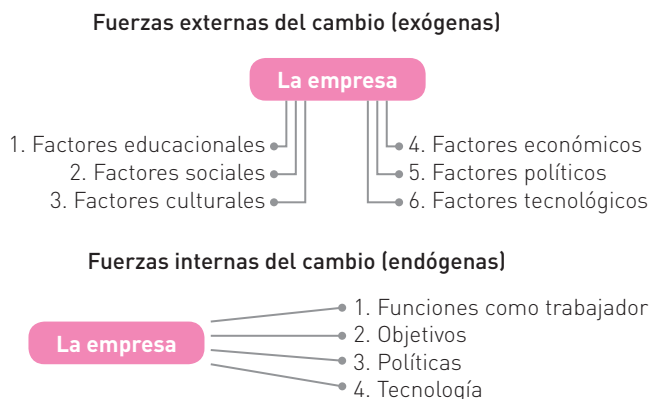 Fuerzas externas del cambio (exógenas)
La empresa
1. Factores educacionales
2. Factores sociales
3. Factores culturales
4. Factores económicos
5. Factores políticos
6. Factores tecnológicos
Fuerzas internas del cambio (endógenas)
La empresa
1. Funciones como trabajador
2. Objetivos
3. Políticas
4. Tecnología